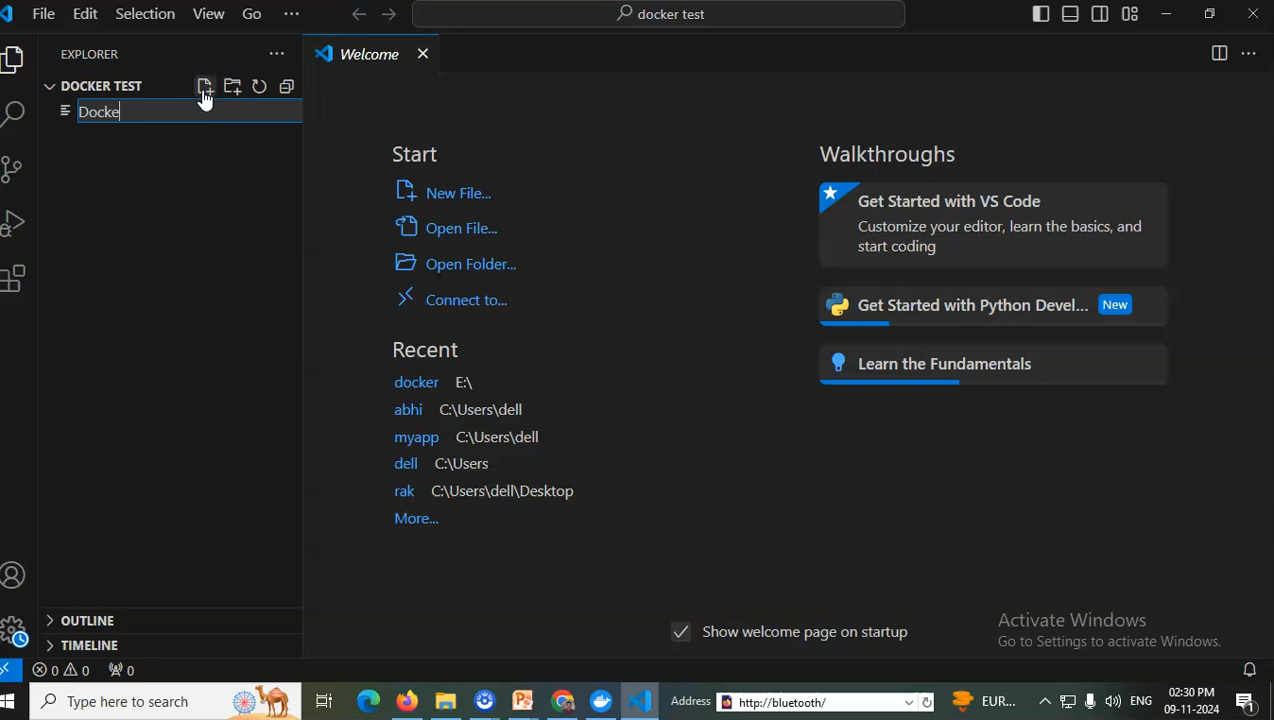 File Edit Selection View Go ···
docker test
EXPLORER ···
Welcome
DOCKER TEST
Docke
Start
New File...
Open File...
Open Folder...
Connect to...
Recent
docker E:\
abhi C:\Users\dell
myapp C:\Users\dell
dell C:\Users
rak C:\Users\dell\Desktop
More...
Walkthroughs
Get Started with VS Code
Customize your editor, learn the basics, and
start coding
Get Started with Python Devel... New
Learn the Fundamentals
OUTLINE
TIMELINE
Show welcome page on startup
Activate Windows
Go to Settings to activate Windows.
0 0 0
Type here to search
Address http://bluetooth/
EUR...
ENG
02:30 PM
09-11-2024
1